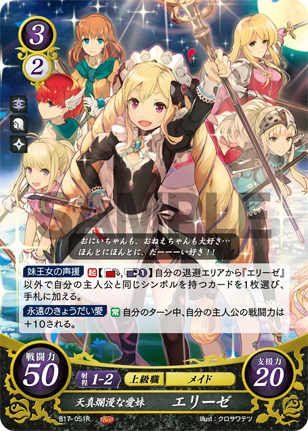 3
2
SAMPLE
おにいちゃんも、おねえちゃんも大好き…
ほんとにほんとに、だーーーい好き!!
妹王女の声援 起 自分の退避エリアから『エリーゼ』
以外で自分の主人公と同じシンボルを持つカードを1枚選び、
手札に加える。
永遠のきょうだい愛 常 自分のターン中、自分の主人公の戦闘力は
+10される。
戦闘力 50
射程 1-2 上級職 メイド
支援力 20
天真爛漫な愛妹 エリーゼ
B17-051R Illust:クロサワテツ